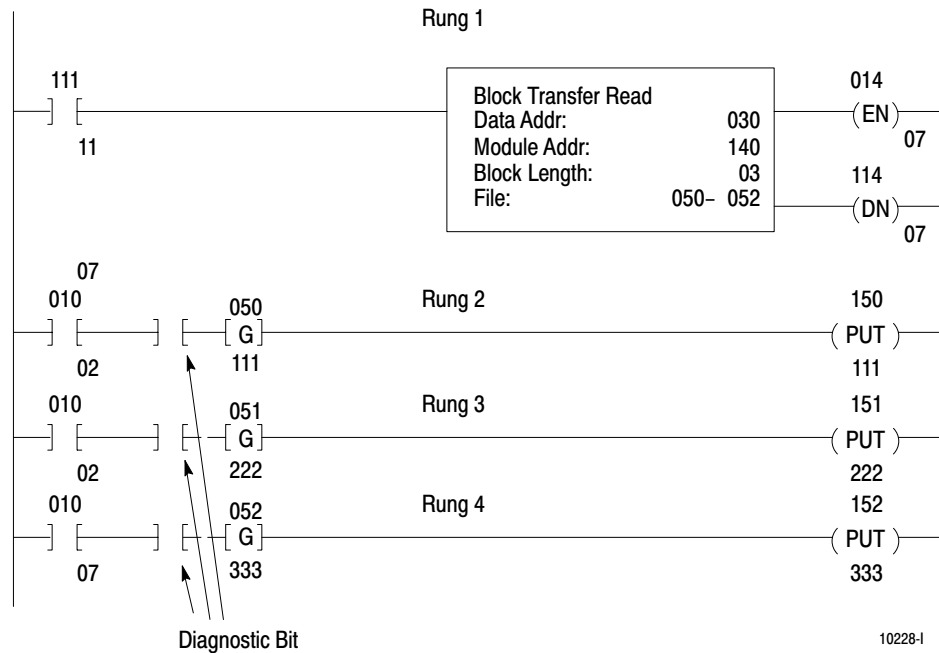 Rung 1
111
11
Block Transfer Read
Data Addr: 030
Module Addr: 140
Block Length: 03
File: 050– 052
014
EN
07
114
DN
07
07
010
02
050
G
111
Rung 2
150
PUT
111
010
02
051
G
222
Rung 3
151
PUT
222
010
07
052
G
333
Rung 4
152
PUT
333
Diagnostic Bit
10228-I